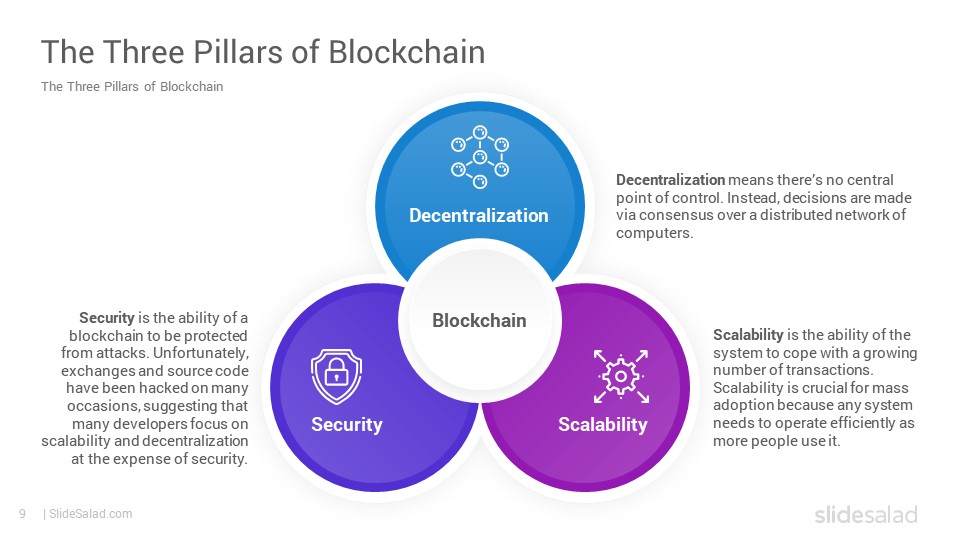 The Three Pillars of Blockchain
The Three Pillars of Blockchain
Decentralization
Decentralization means there's no central
point of control. Instead, decisions are made
via consensus over a distributed network of
computers.
Blockchain
Security is the ability of a
blockchain to be protected
from attacks. Unfortunately,
exchanges and source code
have been hacked on many
occasions, suggesting that
many developers focus on
scalability and decentralization
at the expense of security.
Security
Scalability
Scalability is the ability of the
system to cope with a growing
number of transactions.
Scalability is crucial for mass
adoption because any system
needs to operate efficiently as
more people use it.
9 | SlideSalad.com
slidesalad